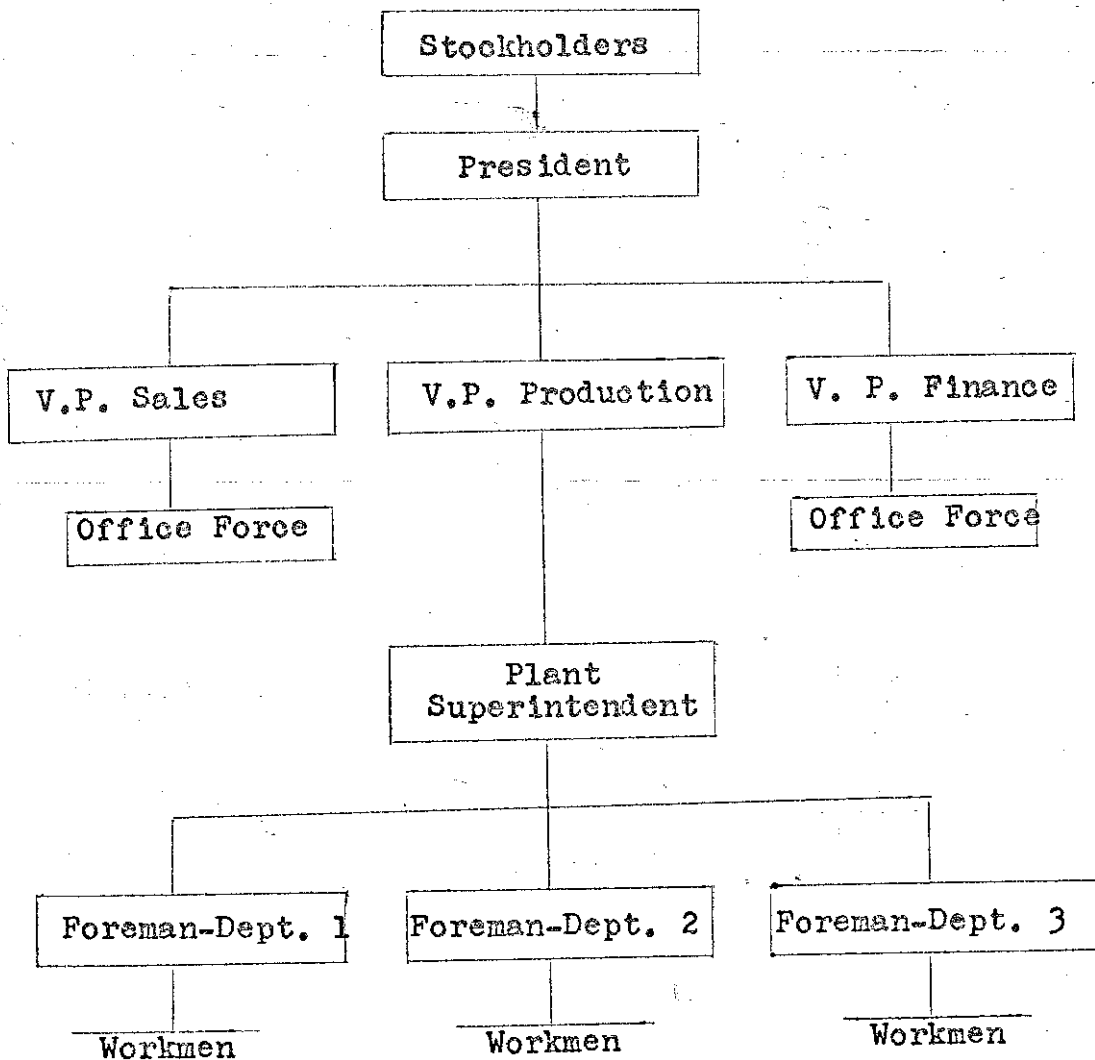 Stockholders
President
V.P. Sales
V.P. Production
V. P. Finance
Office Force
Office Force
Plant
Superintendent
Foreman-Dept. 1
Foreman-Dept. 2
Foreman-Dept. 3
Workmen
Workmen
Workmen